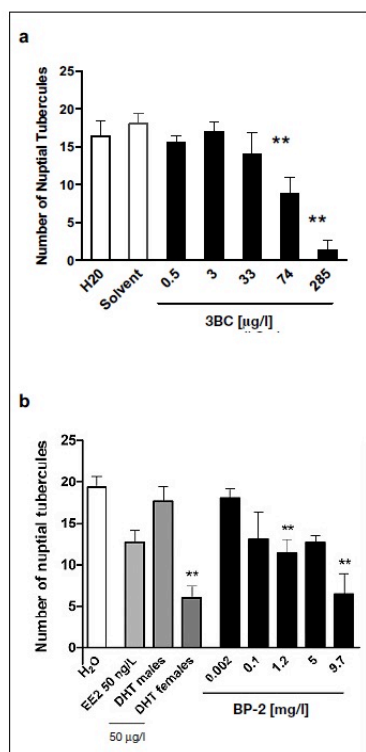 a
Number of Nuptial Tubercules
25
20
15
10
5
0
**
**
H20
Solvent
0.5
3
33
74
285
3BC [µg/l]
b
Number of nuptial tubercules
25
20
15
10
5
0
**
**
**
H₂O
EE2 50 ng/L
DHT males
DHT females
0.002
0.1
1.2
5
9.7
50 µg/l
BP-2 [mg/l]